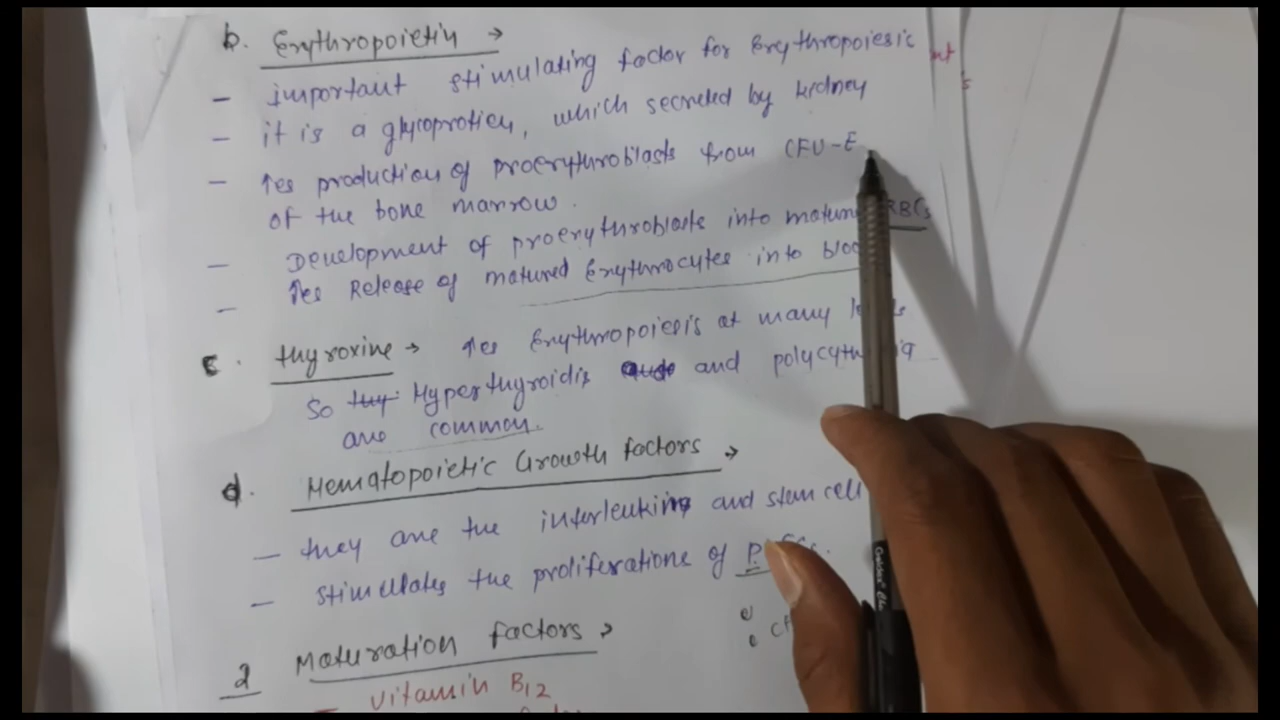 b. Erythropoietin →
- important stimulating factor for Erythropoiesis
- it is a glycoprotien, which secreted by kidney
- ↑es production of proerythroblasts from CFU-E
of the bone marrow.
- Development of proerythroblasts into matured RBCs
- ↑es Release of matured Erythrocytes into blood
c. thyroxine → ↑es Erythropoiesis at many
So Hyperthyroidis and polycythemia
are common.
d. Hematopoietic Growth factors →
- they are the interleukins and stem cell
- stimulates the proliferations of
2 Maturation factors →
- vitamin B12